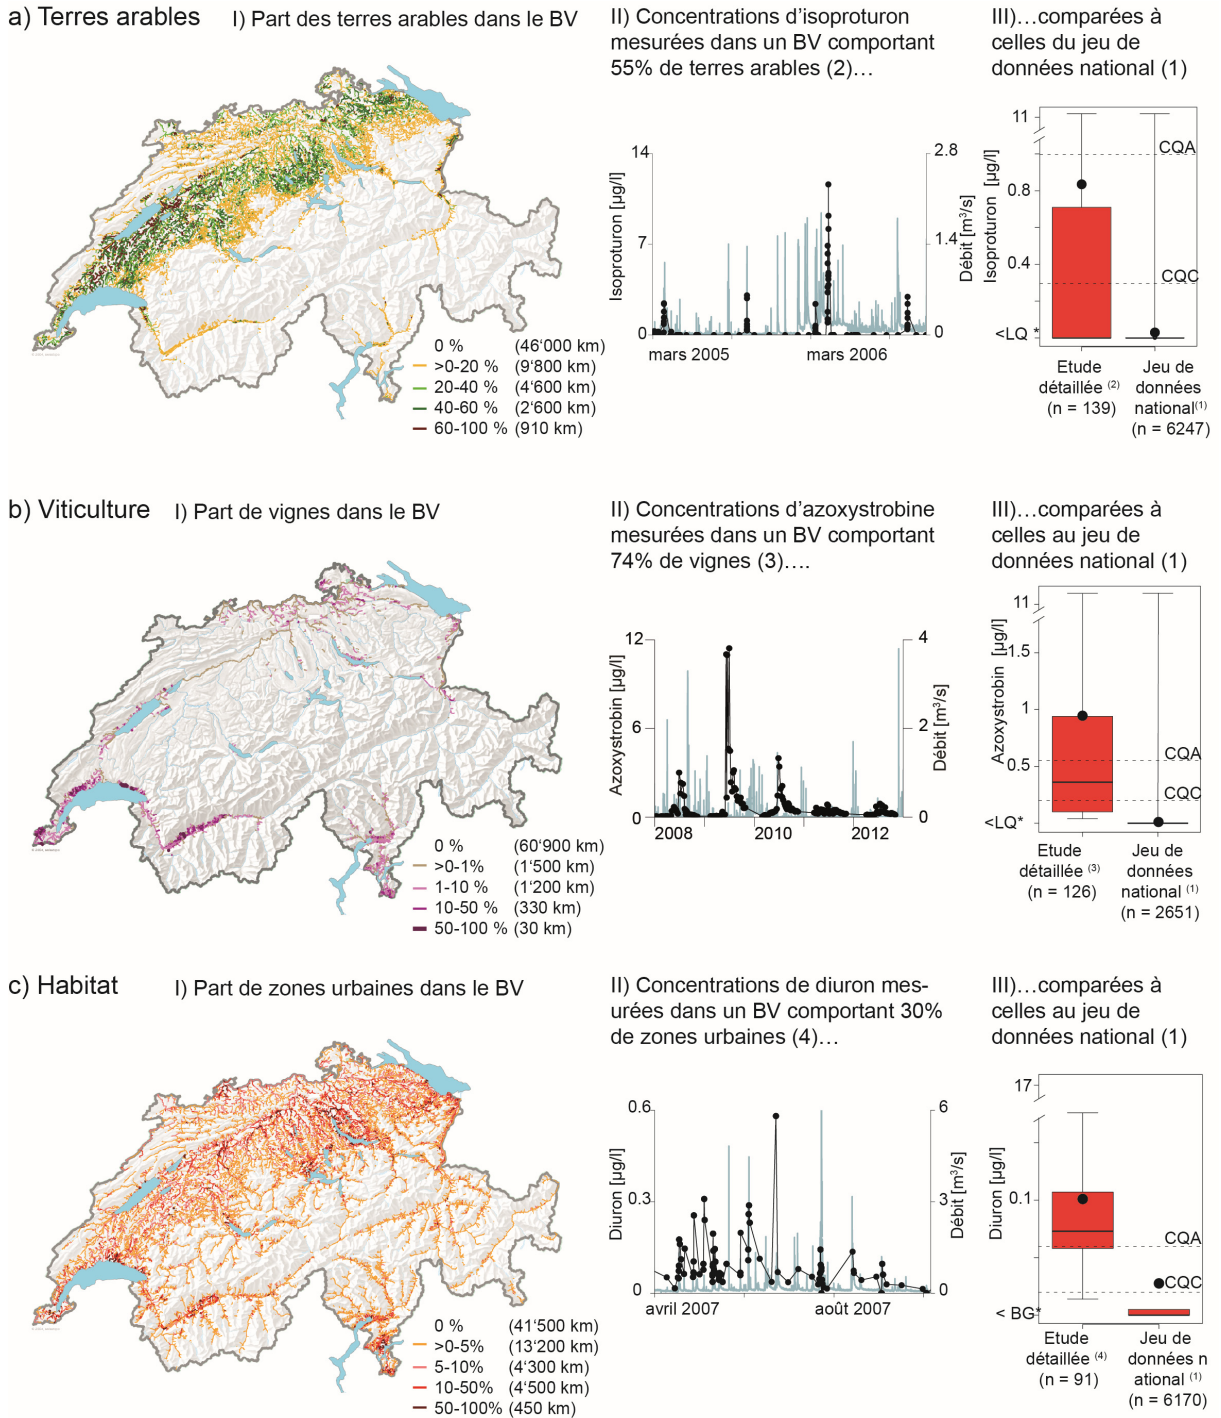 a) Terres arables
I) Part des terres arables dans le BV
0 % (46‘000 km)
>0-20 % (9‘800 km)
20-40 % (4‘600 km)
40-60 % (2‘600 km)
60-100 % (910 km)
II) Concentrations d’isoproturon
mesurées dans un BV comportant
55% de terres arables (2)…
Isoproturon [µg/l]
14
7
0
2.8
1.4
0
Débit [m³/s]
mars 2005
mars 2006
III)…comparées à
celles du jeu de
données national (1)
Isoproturon [µg/l]
11
0.8
0.4
<LQ *
CQA
CQC
Etude
détaillée (2)
(n = 139)
Jeu de
données
national(1)
(n = 6247)
b) Viticulture
I) Part de vignes dans le BV
0 % (60‘900 km)
>0-1% (1‘500 km)
1-10 % (1‘200 km)
10-50 % (330 km)
50-100 % (30 km)
II) Concentrations d’azoxystrobine
mesurées dans un BV comportant
74% de vignes (3)….
Azoxystrobin [µg/l]
12
6
0
4
2
0
Débit [m³/s]
2008
2010
2012
III)…comparées à
celles au jeu de
données national (1)
Azoxystrobin [µg/l]
11
1.5
1
0.5
<LQ*
CQA
CQC
Etude
détaillée (3)
(n = 126)
Jeu de
données
national (1)
(n = 2651)
c) Habitat
I) Part de zones urbaines dans le BV
0 % (41‘500 km)
>0-5% (13‘200 km)
5-10% (4‘300 km)
10-50% (4‘500 km)
50-100% (450 km)
II) Concentrations de diuron mes-
urées dans un BV comportant 30%
de zones urbaines (4)…
Diuron [µg/l]
0.6
0.3
0
6
3
0
Débit [m³/s]
avril 2007
août 2007
III)…comparées à
celles au jeu de
données national (1)
Diuron [µg/l]
17
0.1
< BG*
CQA
CQC
Etude
détaillée (4)
(n = 91)
Jeu de
données n
ational (1)
(n = 6170)